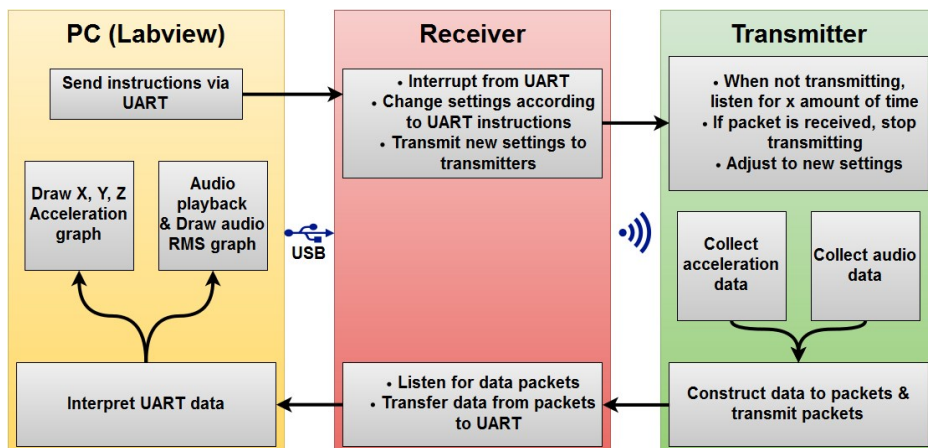 PC (Labview)
Receiver
Transmitter
Send instructions via
UART
• Interrupt from UART
• Change settings according
to UART instructions
• Transmit new settings to
transmitters
• When not transmitting,
listen for x amount of time
• If packet is received, stop
transmitting
• Adjust to new settings
Draw X, Y, Z
Acceleration
graph
Audio
playback
& Draw audio
RMS graph
USB
Collect
acceleration
data
Collect audio
data
Interpret UART data
• Listen for data packets
• Transfer data from packets
to UART
Construct data to packets &
transmit packets